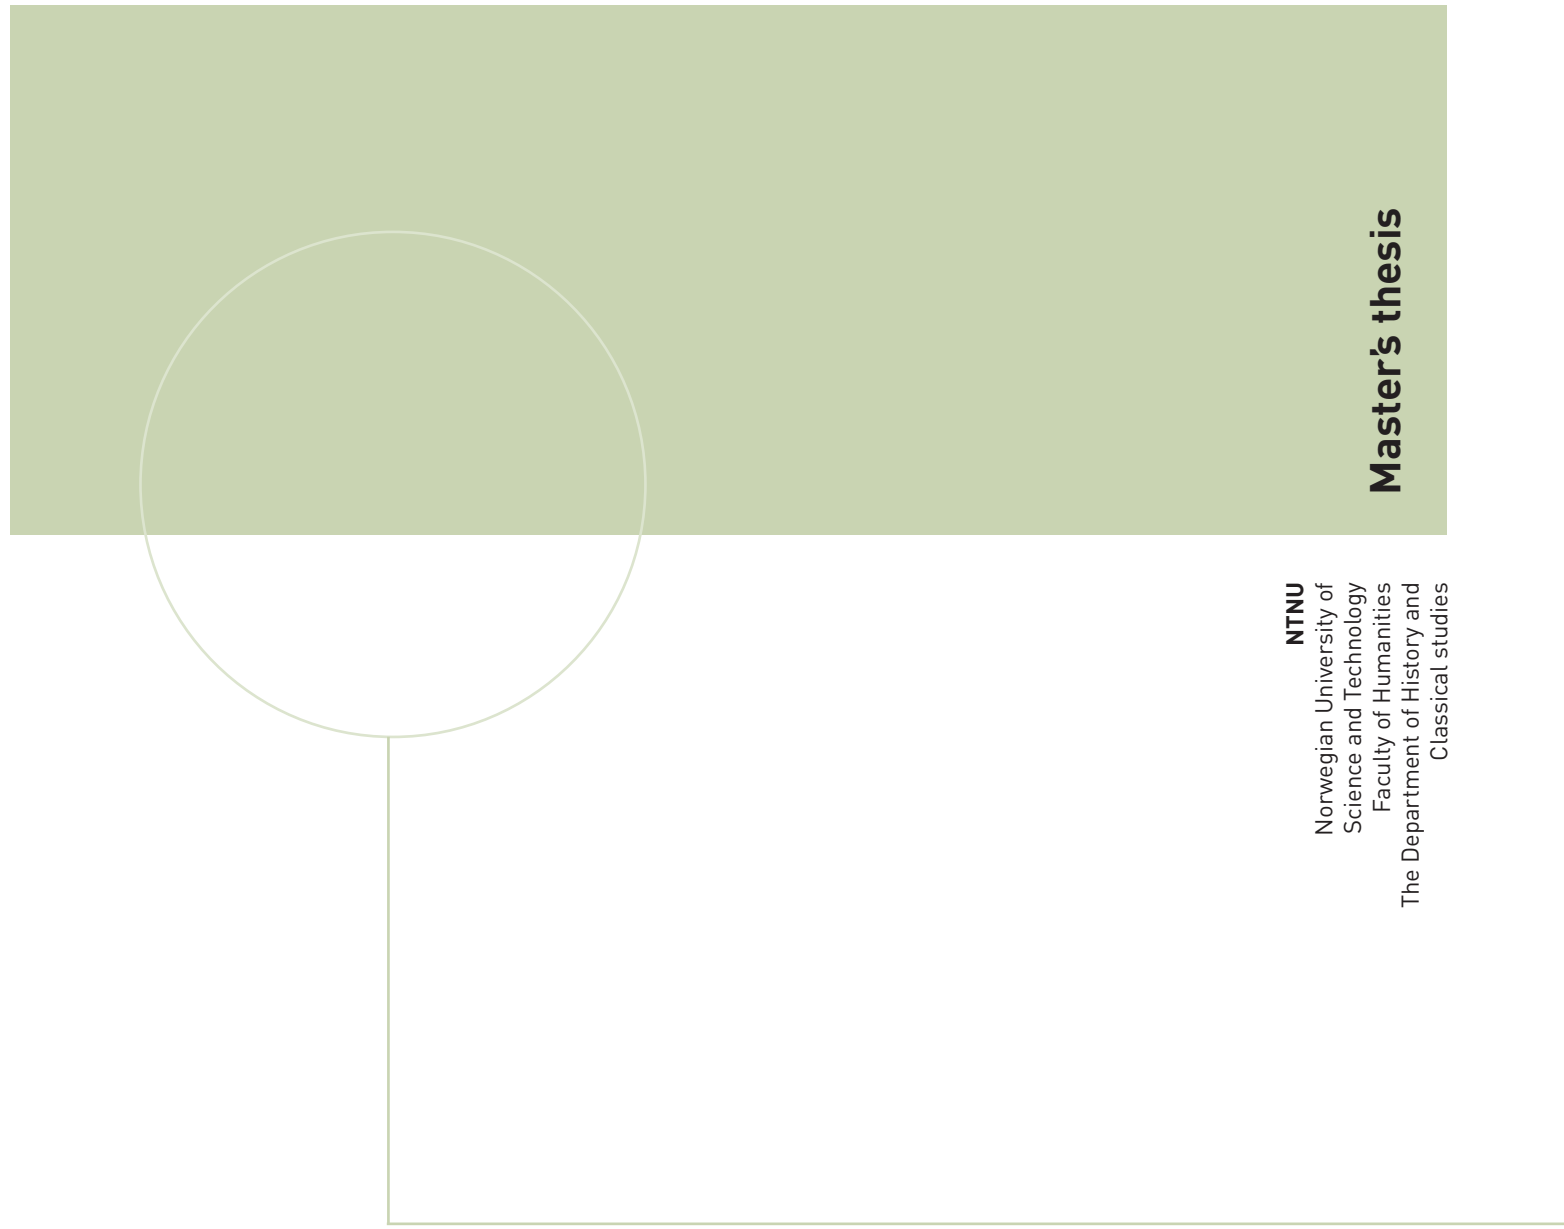 Master's thesis
NTNU
Norwegian University of
Science and Technology
Faculty of Humanities
The Department of History and
Classical studies